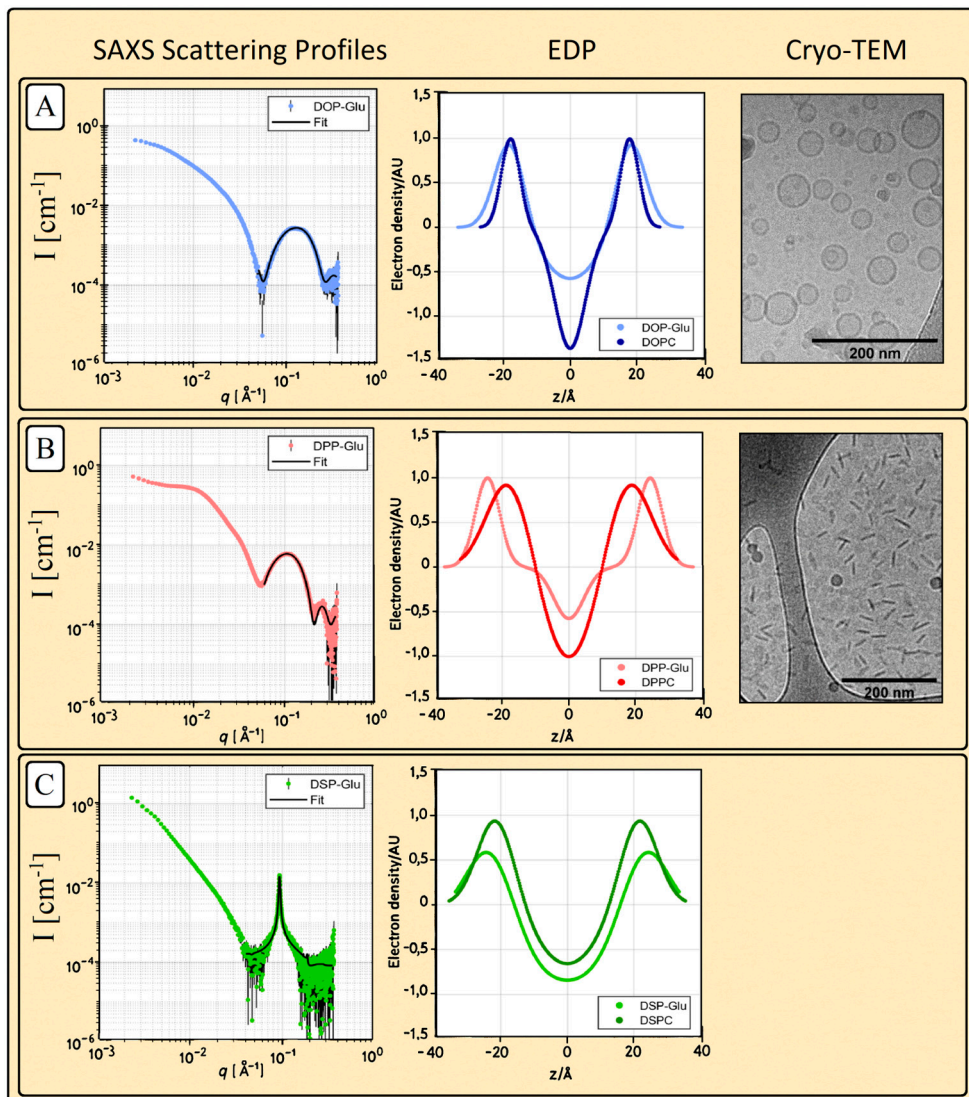 SAXS Scattering Profiles
EDP
Cryo-TEM
A
I [cm⁻¹]
10⁰
10⁻²
10⁻⁴
10⁻⁶
DOP-Glu
Fit
10⁻³
10⁻²
10⁻¹
10⁰
q [Å⁻¹]
Electron density/AU
1,5
1,0
0,5
0
-0,5
-1,0
-1,5
DOP-Glu
DOPC
-40
-20
0
20
40
z/Å
200 nm
B
I [cm⁻¹]
10⁰
10⁻²
10⁻⁴
10⁻⁶
DPP-Glu
Fit
10⁻³
10⁻²
10⁻¹
10⁰
q [Å⁻¹]
Electron density/AU
1,5
1,0
0,5
0
-0,5
-1,0
-1,5
DPP-Glu
DPPC
-40
-20
0
20
40
z/Å
200 nm
C
I [cm⁻¹]
10⁰
10⁻²
10⁻⁴
10⁻⁶
DSP-Glu
Fit
10⁻³
10⁻²
10⁻¹
10⁰
q [Å⁻¹]
Electron density/AU
1,5
1,0
0,5
0
-0,5
-1,0
-1,5
DSP-Glu
DSPC
-40
-20
0
20
40
z/Å